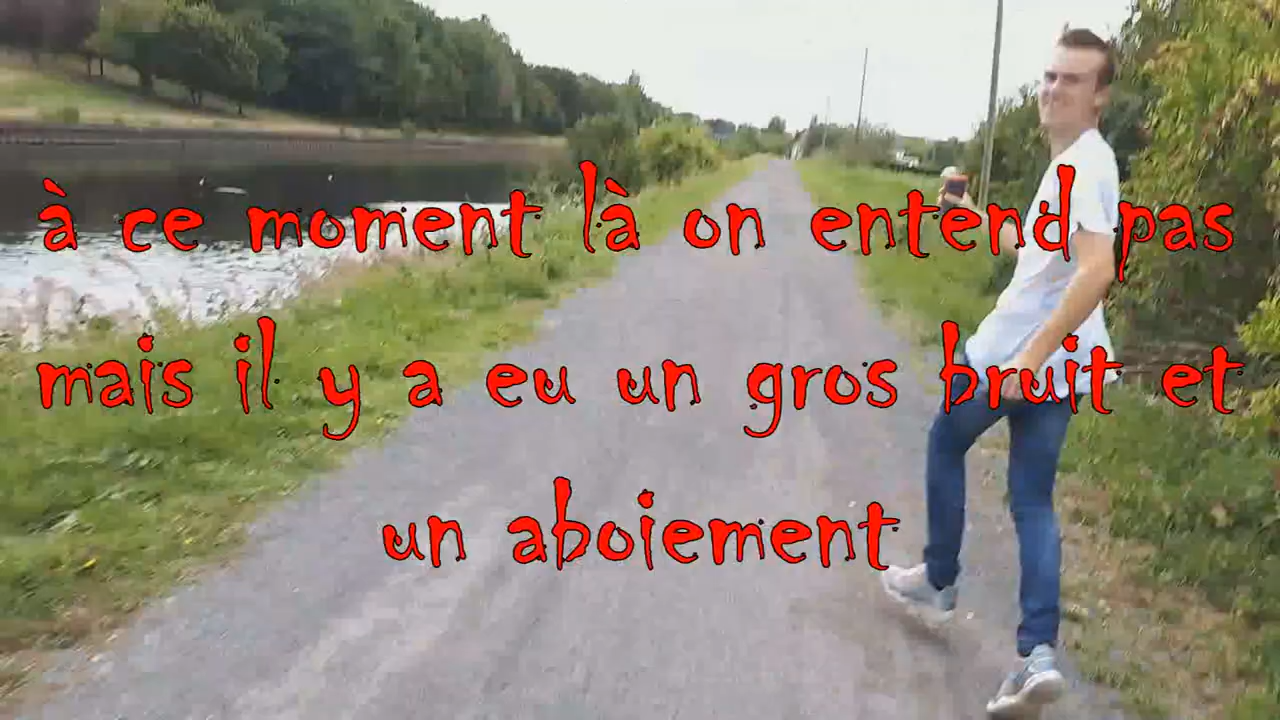 à ce moment là on entend pas
mais il y a eu un gros bruit et
un aboiement